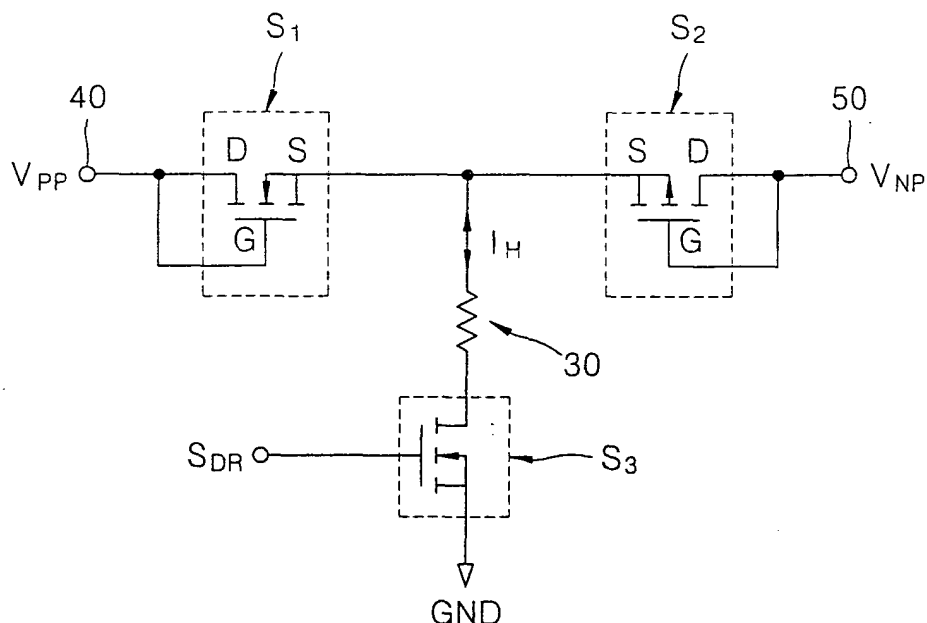 S1 S2
40 50
VPP D S S D VNP
G G
IH
30
SDR S3
GND